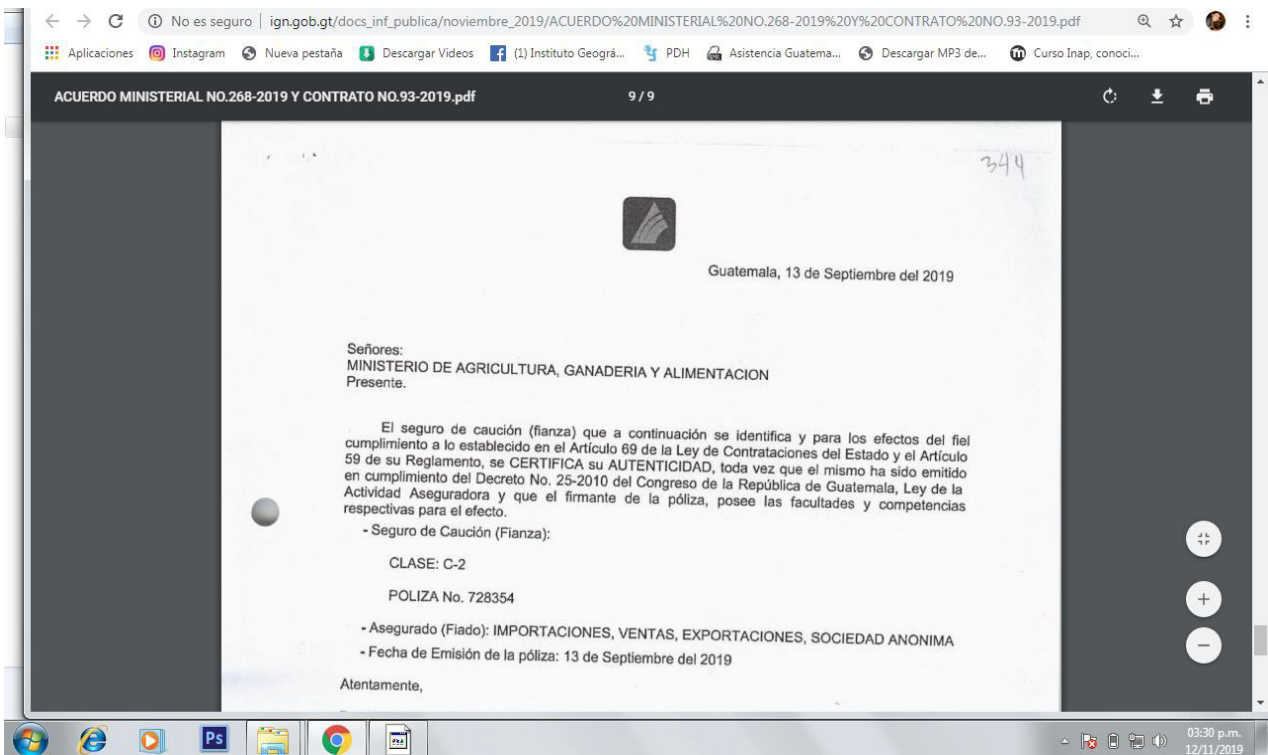 No es seguro | ign.gob.gt/docs_inf_publica/noviembre_2019/ACUERDO%20MINISTERIAL%20NO.268-2019%20Y%20CONTRATO%20NO.93-2019.pdf
Aplicaciones Instagram Nueva pestaña Descargar Videos (1) Instituto Geográ... PDH Asistencia Guatema... Descargar MP3 de... Curso Inap, conoci...
ACUERDO MINISTERIAL NO.268-2019 Y CONTRATO NO.93-2019.pdf 9 / 9
344
Guatemala, 13 de Septiembre del 2019
Señores:
MINISTERIO DE AGRICULTURA, GANADERIA Y ALIMENTACION
Presente.
El seguro de caución (fianza) que a continuación se identifica y para los efectos del fiel
cumplimiento a lo establecido en el Artículo 69 de la Ley de Contrataciones del Estado y el Artículo
59 de su Reglamento, se CERTIFICA su AUTENTICIDAD, toda vez que el mismo ha sido emitido
en cumplimiento del Decreto No. 25-2010 del Congreso de la República de Guatemala, Ley de la
Actividad Aseguradora y que el firmante de la póliza, posee las facultades y competencias
respectivas para el efecto.
- Seguro de Caución (Fianza):
CLASE: C-2
POLIZA No. 728354
- Asegurado (Fiado): IMPORTACIONES, VENTAS, EXPORTACIONES, SOCIEDAD ANONIMA
- Fecha de Emisión de la póliza: 13 de Septiembre del 2019
Atentamente,
Ps
03:30 p.m.
12/11/2019